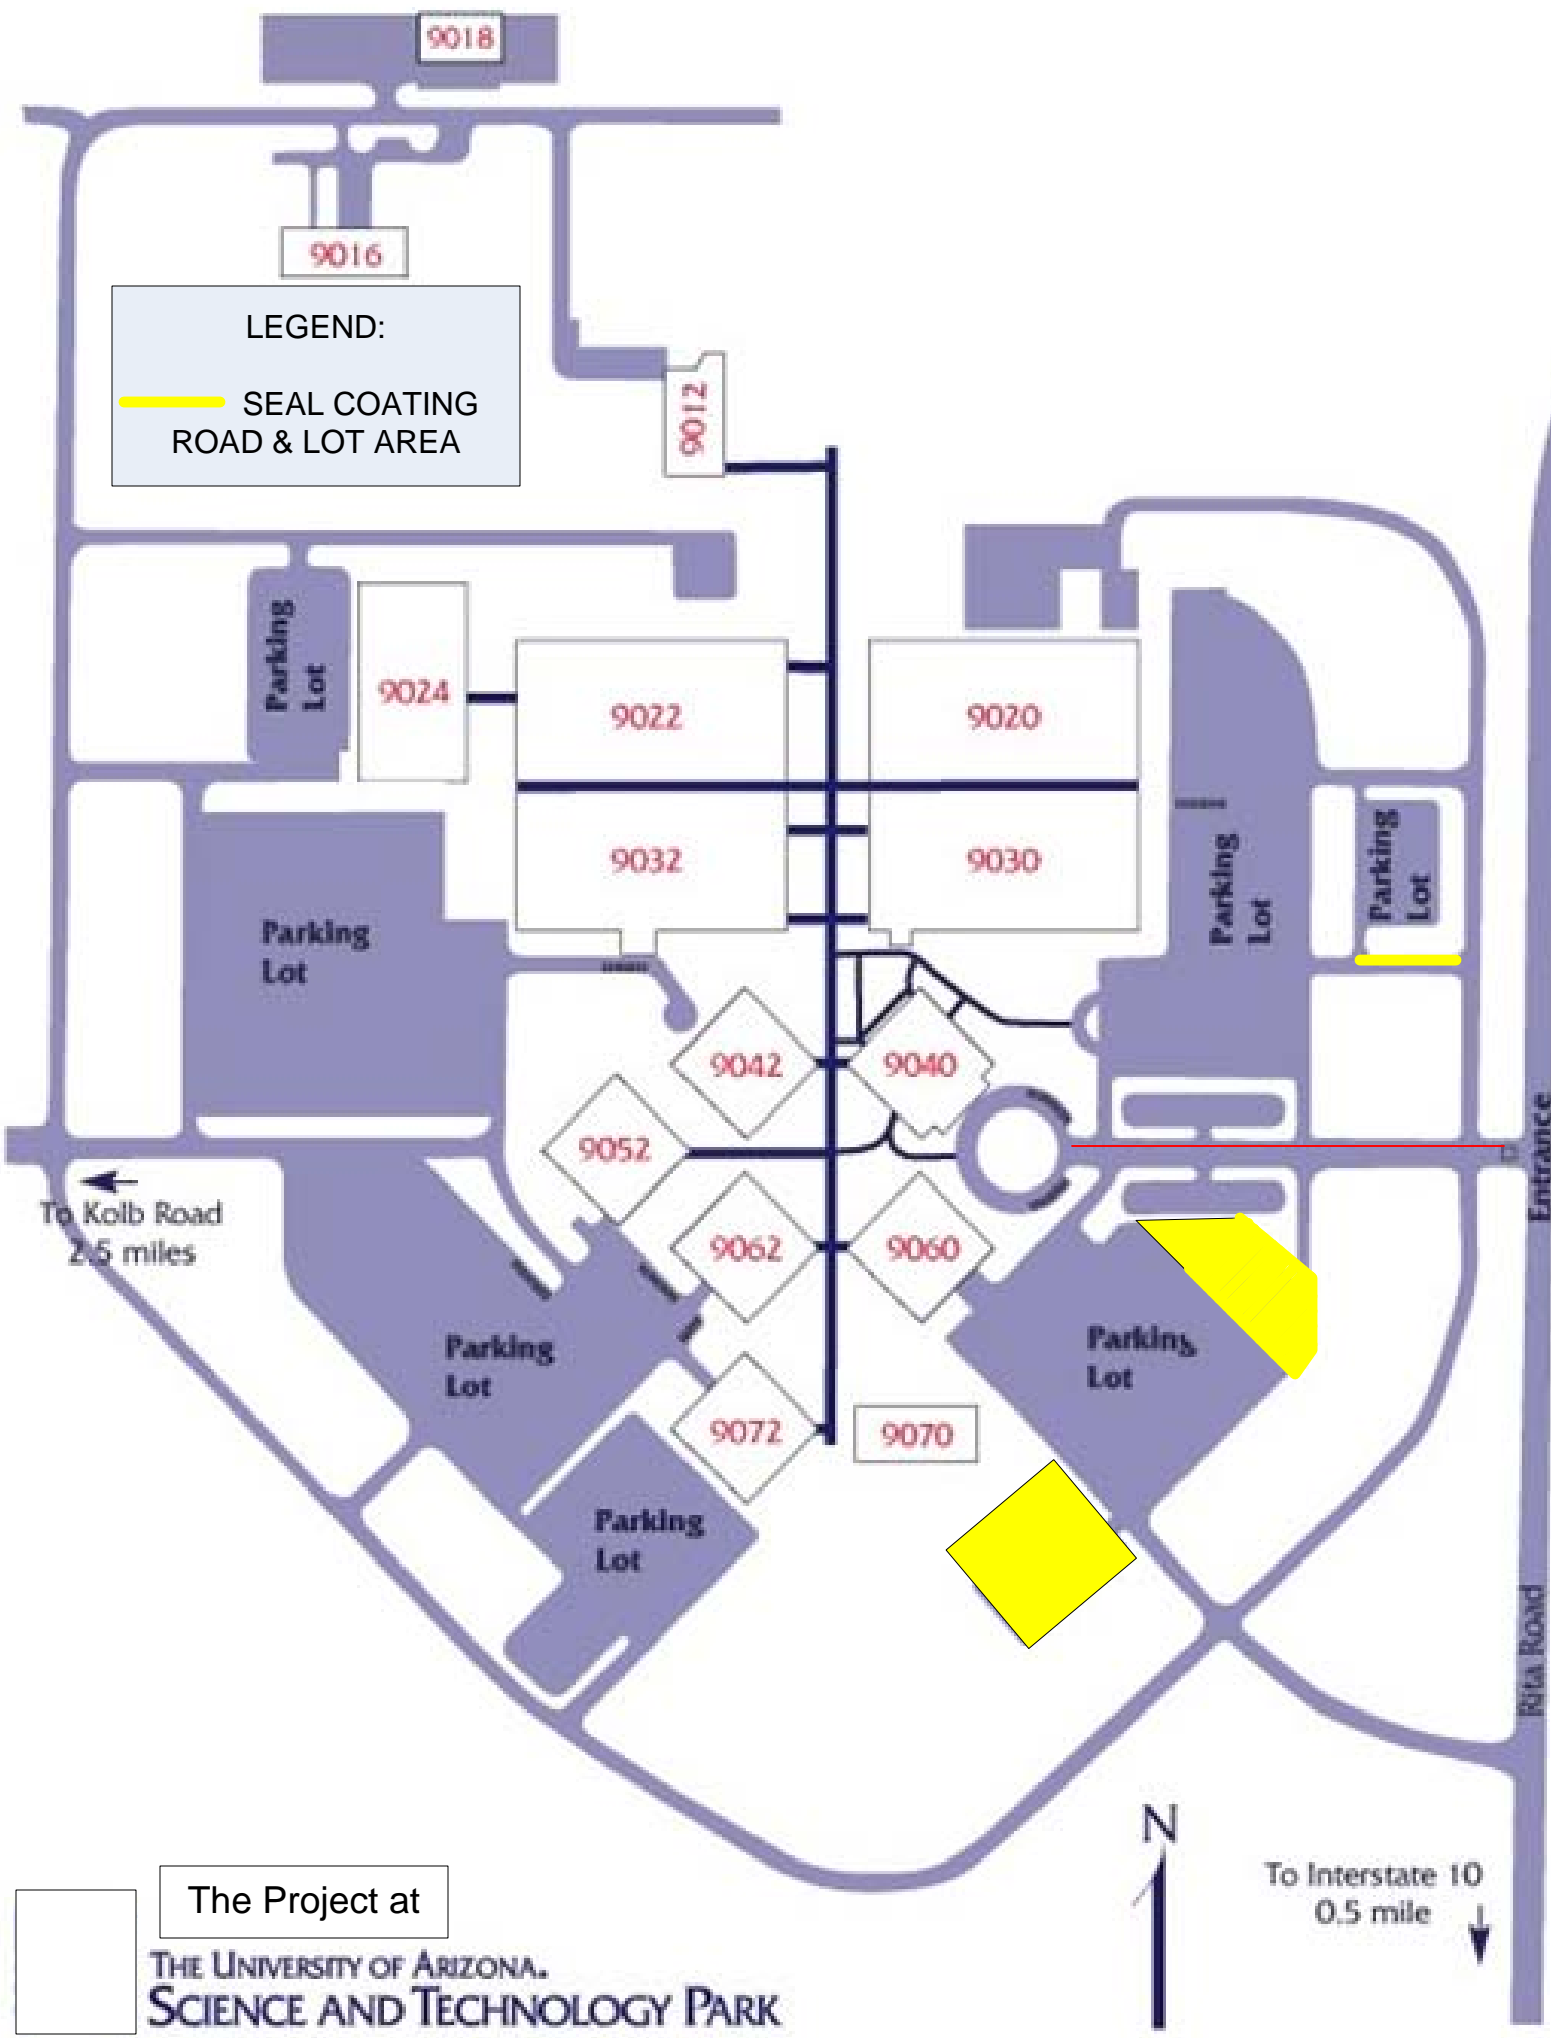 9018
9016
LEGEND:
SEAL COATING
ROAD & LOT AREA
9012
Parking
Lot
9024
9022
9020
9032
9030
Parking
Lot
Parking
Lot
Parking
Lot
9042
9040
9052
Entrance
To Kolb Road
2.5 miles
9062
9060
Parking
Lot
Parking
Lot
9072
9070
Parking
Lot
Rita Road
N
To Interstate 10
0.5 mile
The Project at
THE UNIVERSITY OF ARIZONA.
SCIENCE AND TECHNOLOGY PARK